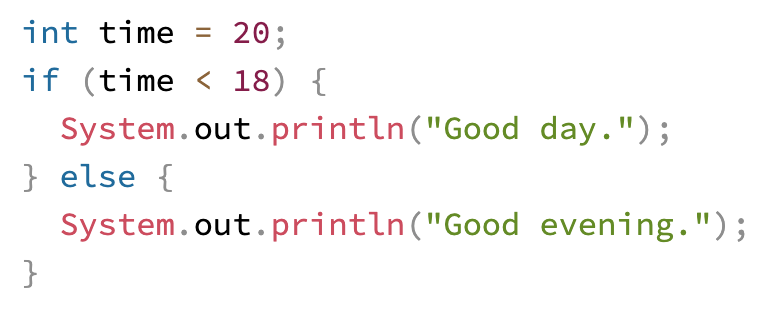 int time = 20;
if (time < 18) {
  System.out.println("Good day.");
} else {
  System.out.println("Good evening.");
}